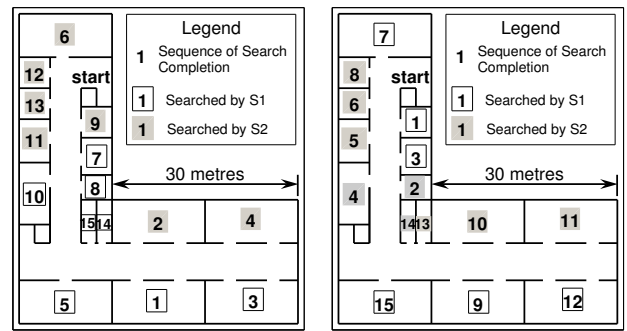 6
Legend
1 Sequence of Search
Completion
1 Searched by S1
1 Searched by S2
12
start
13
9
11
7
10
8
30 metres
15 14
2
4
5
1
3
7
Legend
1 Sequence of Search
Completion
1 Searched by S1
1 Searched by S2
8
start
6
1
5
3
4
2
30 metres
14 13
10
11
15
9
12